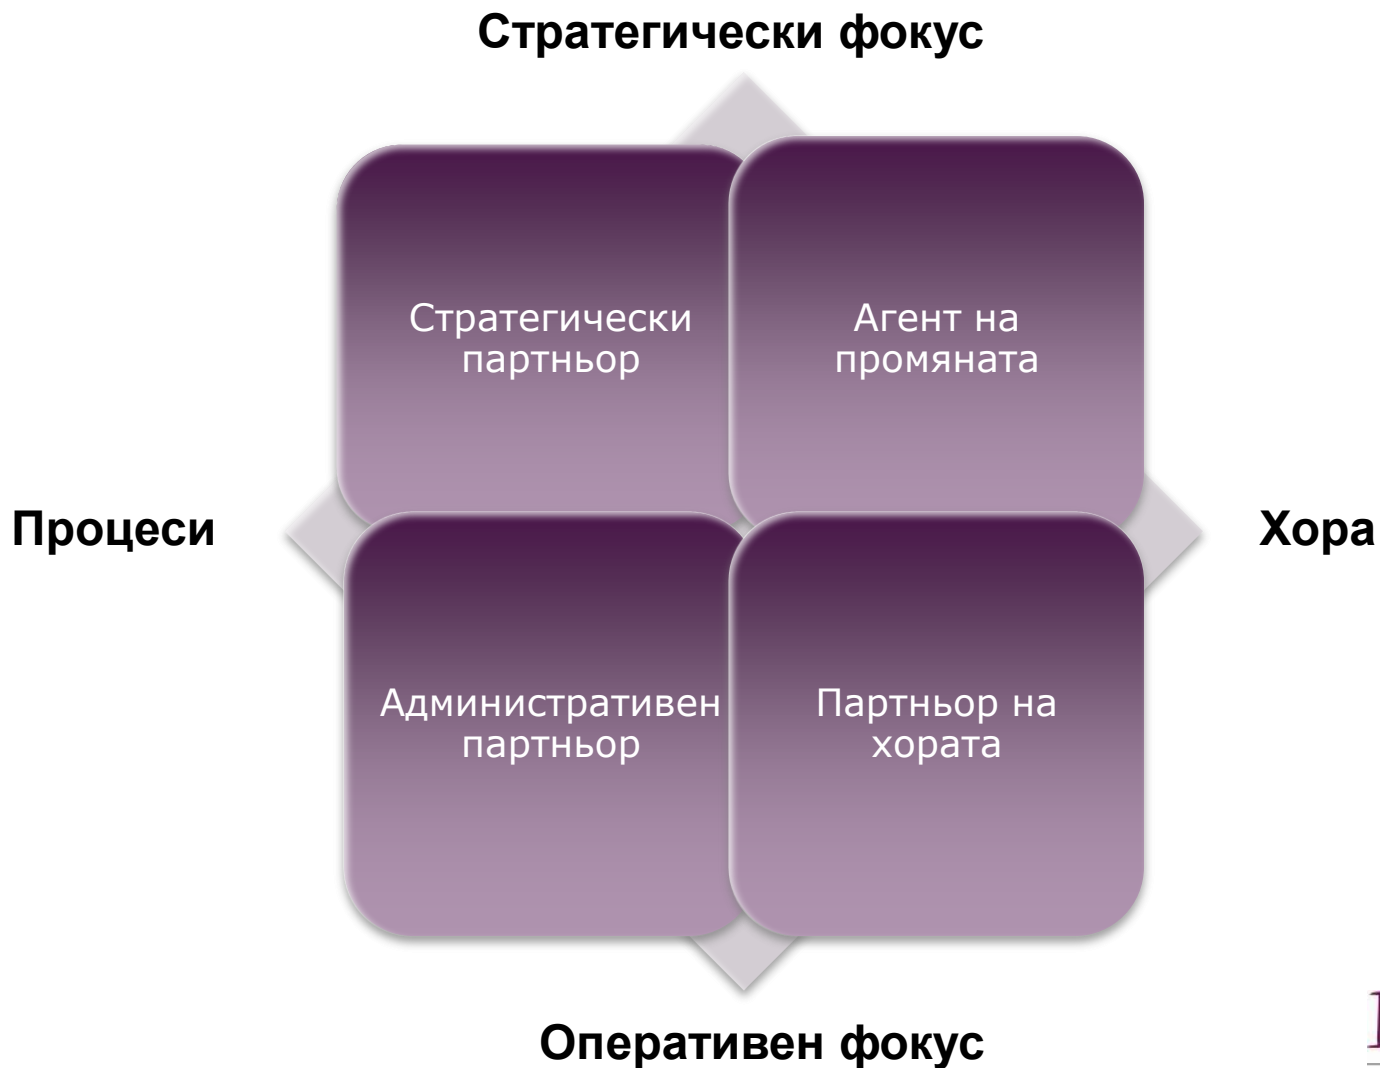 Стратегически фокус
Стратегически
партньор
Агент на
промяната
Процеси
Хора
Административен
партньор
Партньор на
хората
Оперативен фокус